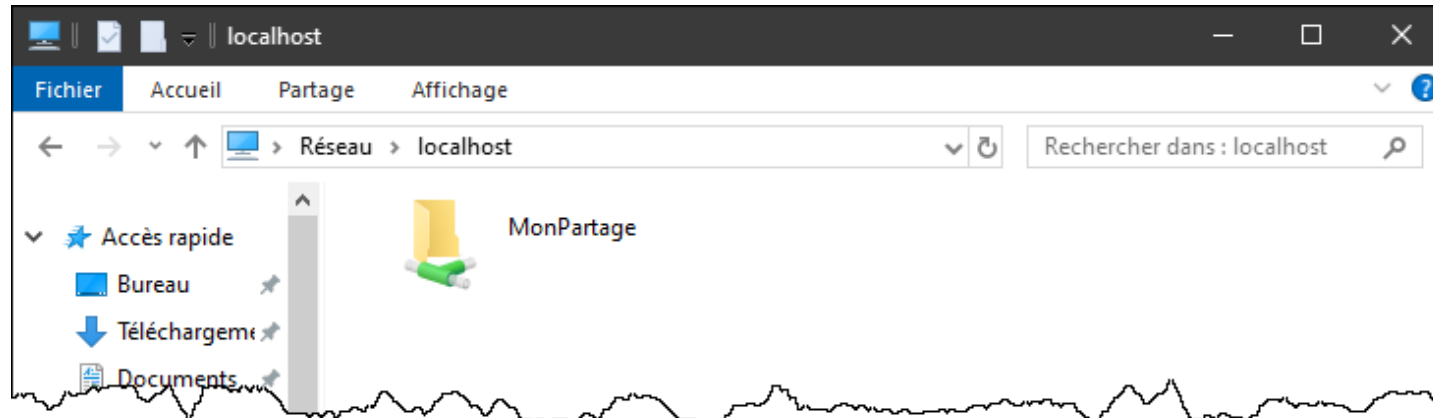 localhost
Fichier Accueil Partage Affichage ?
Réseau > localhost Rechercher dans : localhost
MonPartage
Accès rapide
Bureau
Téléchargeme
Documents